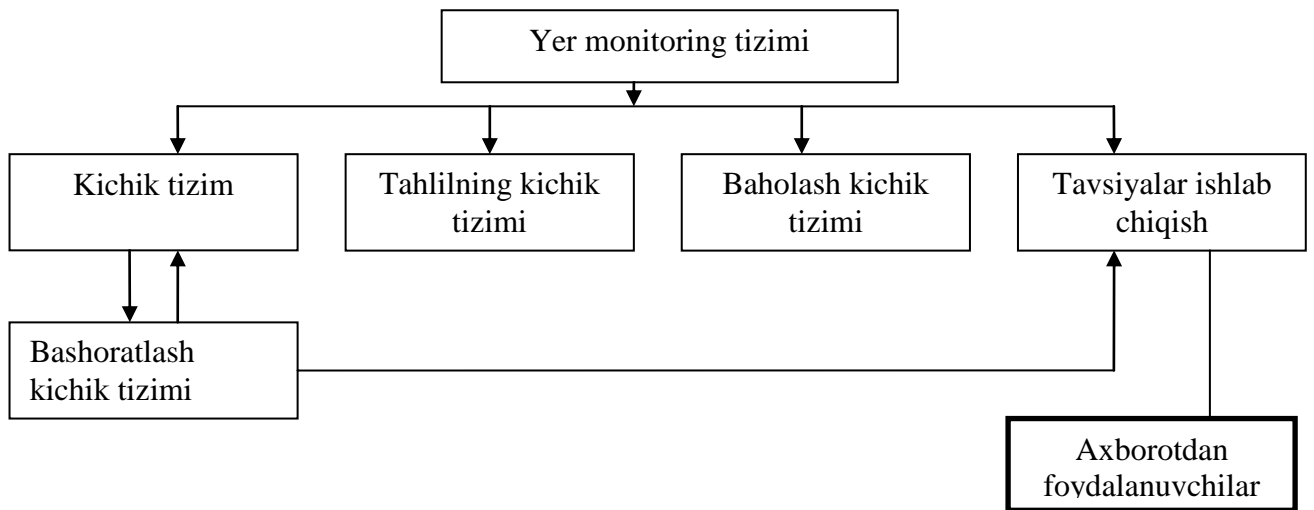 Yer monitoring tizimi
Kichik tizim
Tahlilning kichik
tizimi
Baholash kichik
tizimi
Tavsiyalar ishlab
chiqish
Bashoratlash
kichik tizimi
Axborotdan
foydalanuvchilar